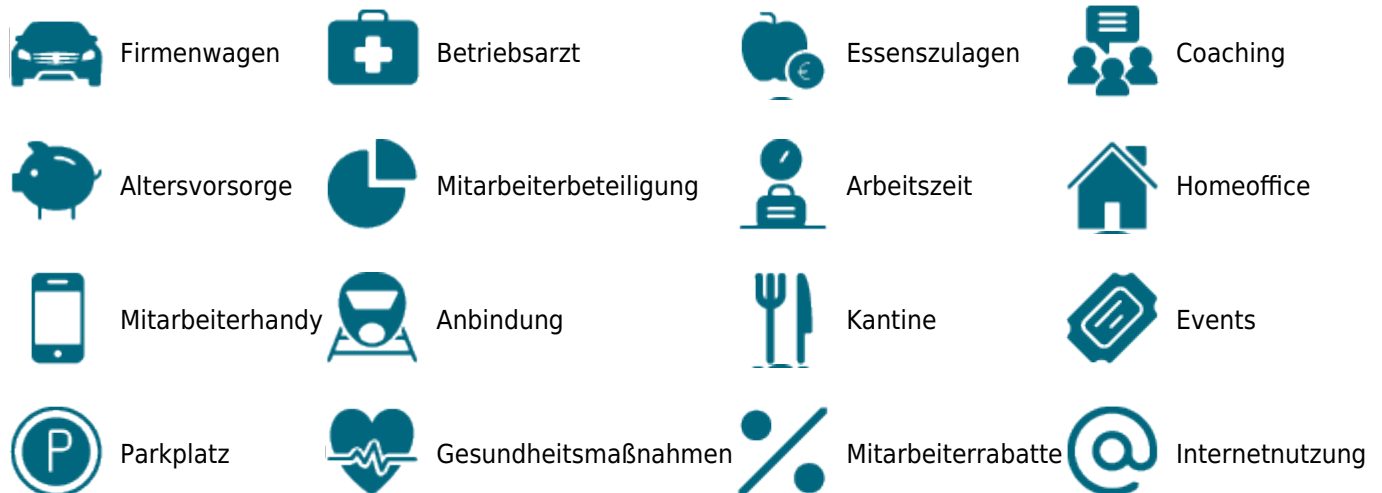 Firmenwagen Betriebsarzt Essenszulagen Coaching
Altersvorsorge Mitarbeiterbeteiligung Arbeitszeit Homeoffice
Mitarbeiterhandy Anbindung Kantine Events
P Parkplatz Gesundheitsmaßnahmen Mitarbeiterrabatte @ Internetnutzung